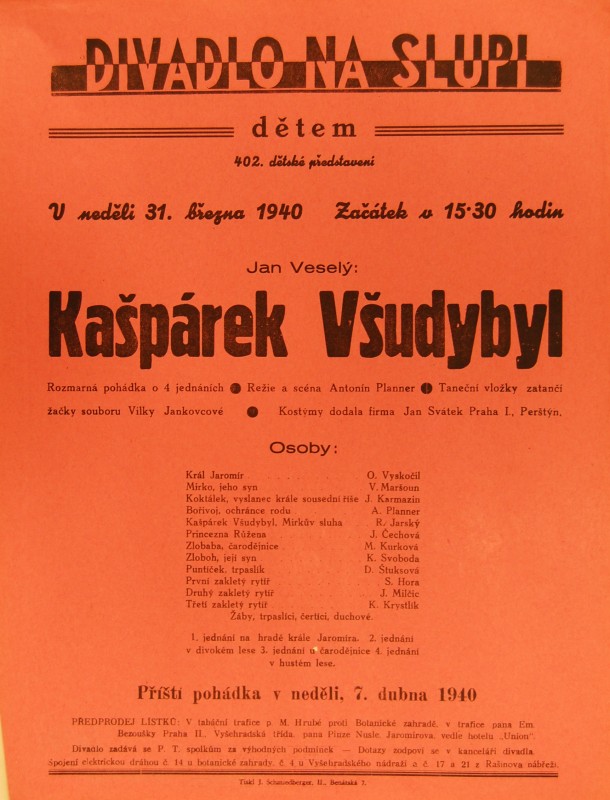 DIVADLO NA SLUPI
dětem
402. dětské představení
V neděli 31. března 1940 Začátek v 15·30 hodin
Jan Veselý:
Kašpárek Všudybyl
Rozmarná pohádka o 4 jednáních ● Režie a scéna Antonín Planner ● Taneční vložky zatančí
žačky souboru Vilky Jankovcové ● Kostýmy dodala firma Jan Svátek Praha I., Perštýn.
Osoby:
Král Jaromír . . . . . . O. Vyskočil
Mirko, jeho syn . . . . . . V. Maršoun
Koktálek, vyslanec krále sousední říše J. Karmazin
Bořivoj, ochránce rodu . . . . A. Planner
Kašpárek Všudybyl, Mirkův sluha R. Jarský
Princezna Růžena . . . . J. Čechová
Zlobaba, čarodějnice . . . . M. Kurková
Zloboh, její syn . . . . K. Svoboda
Puntíček, trpaslík . . . . D. Štuksová
První zakletý rytíř . . . . S. Hora
Druhý zakletý rytíř . . . . J. Milčic
Třetí zakletý rytíř . . . . K. Krystlík
Žáby, trpaslíci, čertíci, duchové.
1. jednání na hradě krále Jaromíra. 2. jednání
v divokém lese 3. jednání u čarodějnice 4. jednání
v hustém lese.
Příští pohádka v neděli, 7. dubna 1940
PŘEDPRODEJ LÍSTKŮ: V tabáční trafice p. M. Hrubé proti Botanické zahradě, v trafice pana Em.
Bezoušky Praha II., Vyšehradská třída, pana Pluze Nusle, Jaromírova, vedle hotelu „Union".
Divadlo zadává se P. T. spolkům za výhodných podmínek — Dotazy zodpoví se v kanceláři divadla.
Spojení elektrickou dráhou č. 14 u botanické zahrady, č. 4 u Vyšehradského nádraží a č. 17 a 21 z Rašínova nábřeží.
Tiskl J. Schmiedberger, II., Benátská 7.